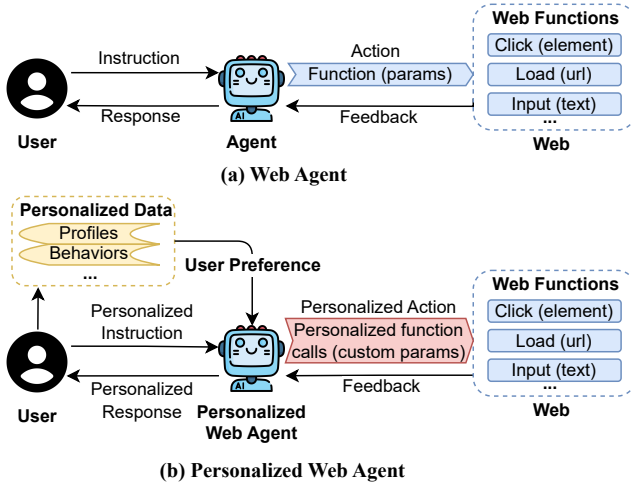 Instruction
Action
Function (params)
Web Functions
Click (element)
Load (url)
Input (text)
...
Web
Response
Feedback
AI
User
Agent
(a) Web Agent
Personalized Data
Profiles
Behaviors
...
User Preference
Personalized
Instruction
Personalized Action
Personalized function
calls (custom params)
Web Functions
Click (element)
Load (url)
Input (text)
...
Web
Personalized
Response
Feedback
AI
User
Personalized
Web Agent
(b) Personalized Web Agent